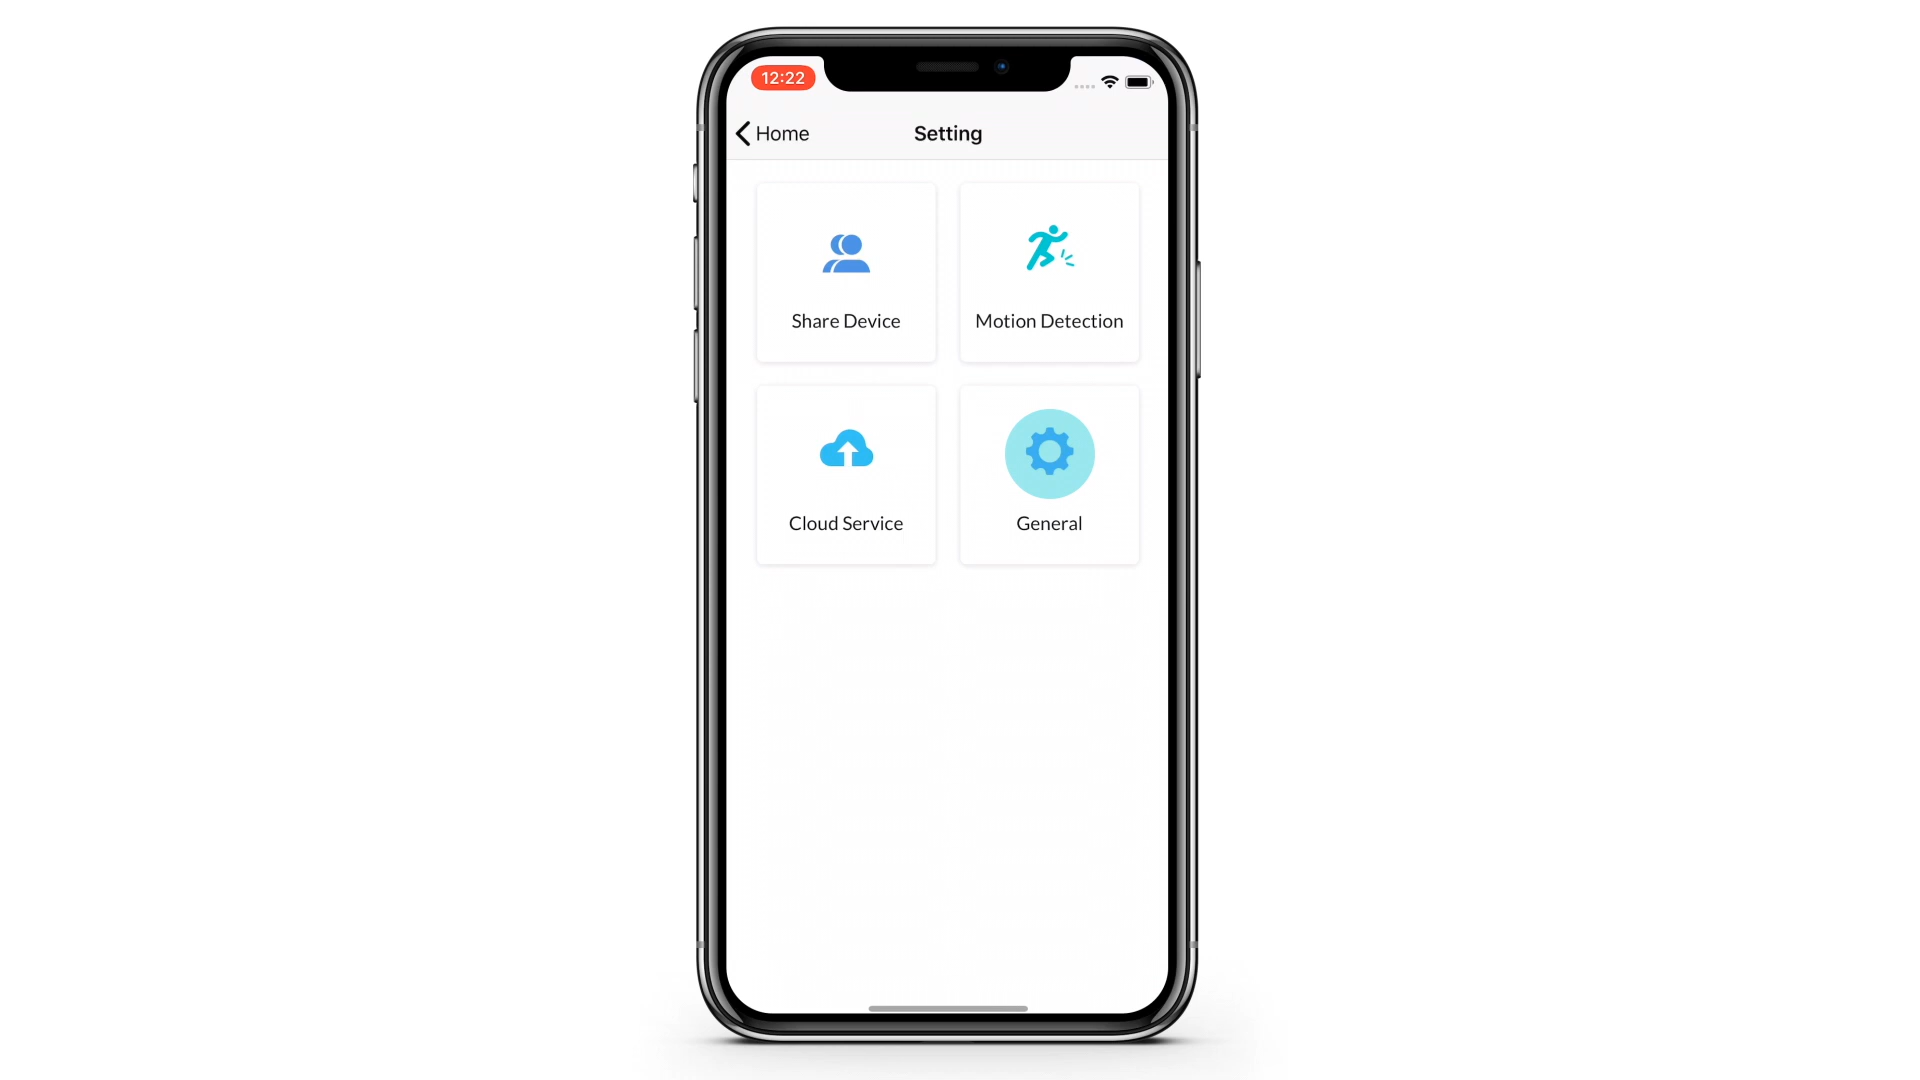 12:22
Home
Setting
Share Device
Motion Detection
Cloud Service
General